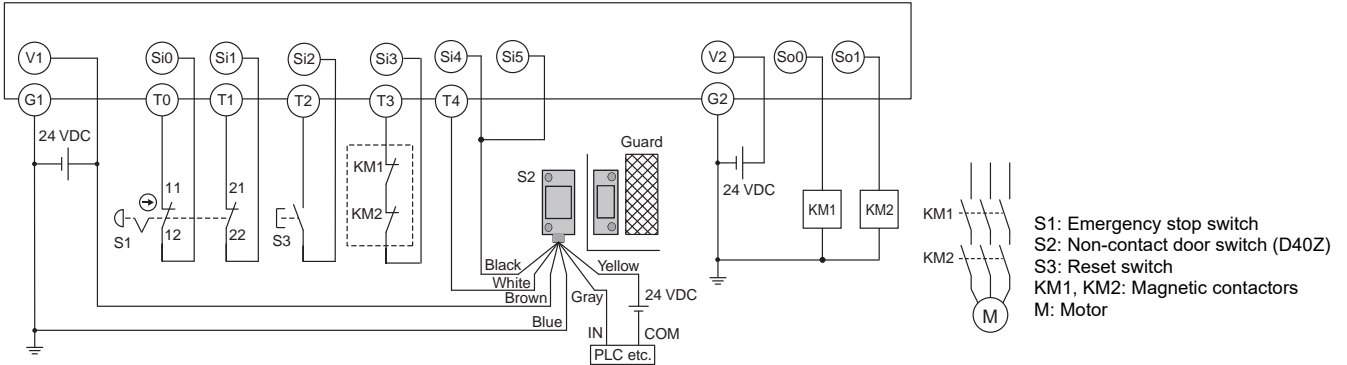 V1 Si0 Si1 Si2 Si3 Si4 Si5 V2 So0 So1
G1 T0 T1 T2 T3 T4 G2
24 VDC
Guard
KM1
S2
24 VDC
11 21
KM2
KM1 KM2
KM1
S1
12 22
S3
KM2
M
S1: Emergency stop switch
S2: Non-contact door switch (D40Z)
S3: Reset switch
KM1, KM2: Magnetic contactors
M: Motor
Black
Yellow
White
Brown
Gray
24 VDC
Blue
IN COM
PLC etc.